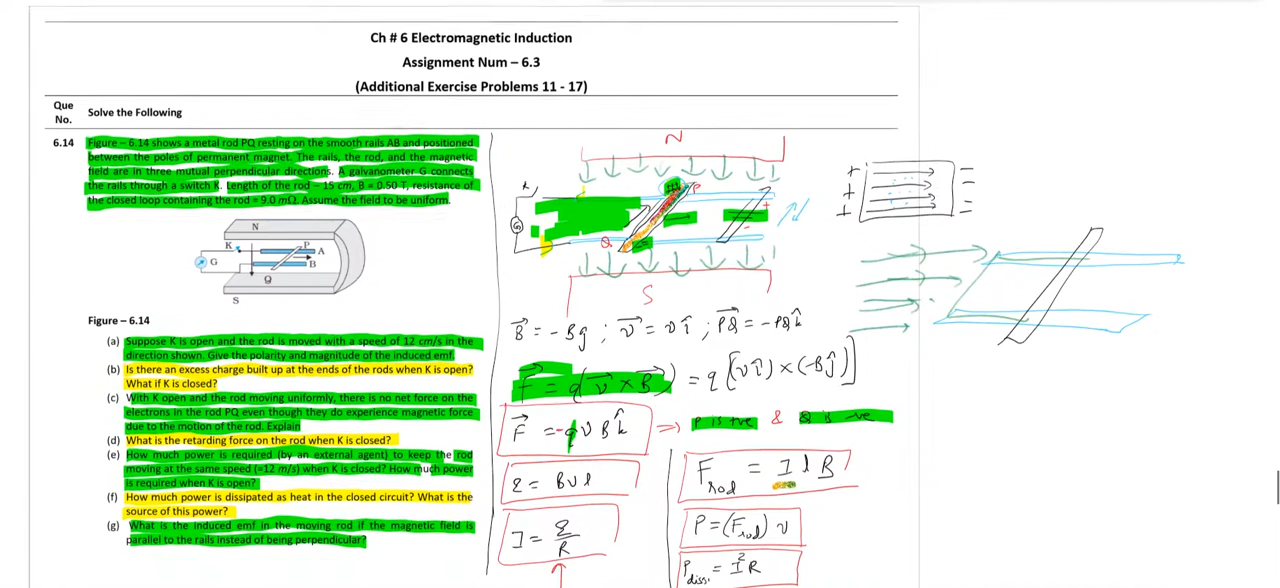 Ch # 6 Electromagnetic Induction
Assignment Num – 6.3
(Additional Exercise Problems 11 - 17)
Que
No.
Solve the Following
6.14
Figure – 6.14 shows a metal rod PQ resting on the smooth rails AB and positioned
between the poles of permanent magnet. The rails, the rod, and the magnetic
field are in three mutual perpendicular directions. A galvanometer G connects
the rails through a switch K. Length of the rod – 15 cm, B = 0.50 T, resistance of
the closed loop containing the rod = 9.0 mΩ. Assume the field to be uniform.
N
K
P
A
G
B
Q
S
Figure – 6.14
(a) Suppose K is open and the rod is moved with a speed of 12 cm/s in the
direction shown. Give the polarity and magnitude of the induced emf.
(b) Is there an excess charge built up at the ends of the rods when K is open?
What if K is closed?
(c) With K open and the rod moving uniformly, there is no net force on the
electrons in the rod PQ even though they do experience magnetic force
due to the motion of the rod. Explain
(d) What is the retarding force on the rod when K is closed?
(e) How much power is required (by an external agent) to keep the rod
moving at the same speed (=12 m/s) when K is closed? How much power
is required when K is open?
(f) How much power is dissipated as heat in the closed circuit? What is the
source of this power?
(g) What is the induced emf in the moving rod if the magnetic field is
parallel to the rails instead of being perpendicular?
N
K
P
G
+
Q
-
S
+ -
+ -
+ -
B⃗ = -Bĵ ; v⃗ = v î ; PQ⃗ = -PQ k̂
F⃗ = q(v⃗ × B⃗) = q[(v î) × (-B ĵ)]
F⃗ = -q v B k̂ ⇒ P is +ve & Q is -ve
ε = B v l
I = ε/R
F rod = I l B
P = (F rod) v
P diss. = I² R